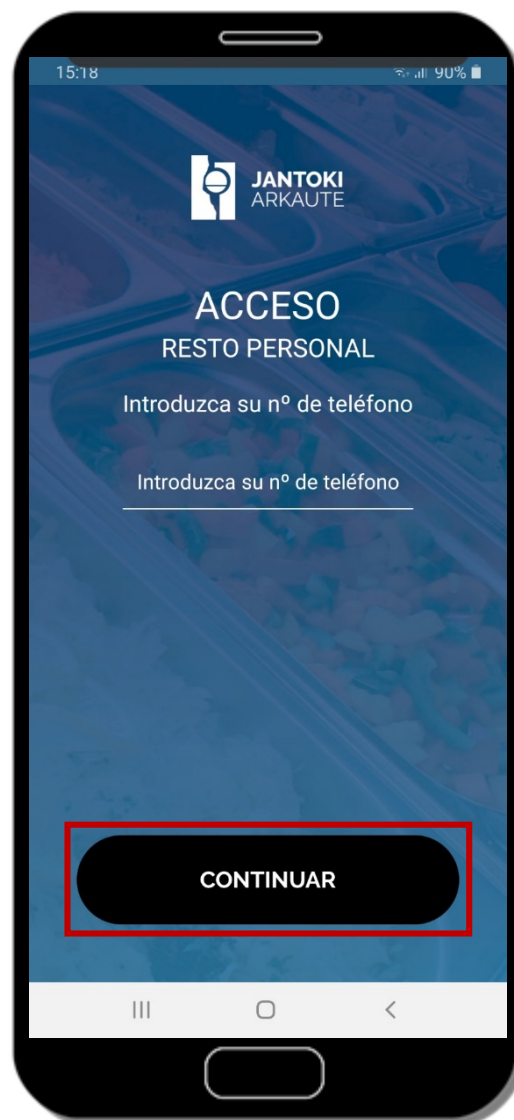 15:18 90%
JANTOKI
ARKAUTE
ACCESO
RESTO PERSONAL
Introduzca su nº de teléfono
Introduzca su nº de teléfono
CONTINUAR